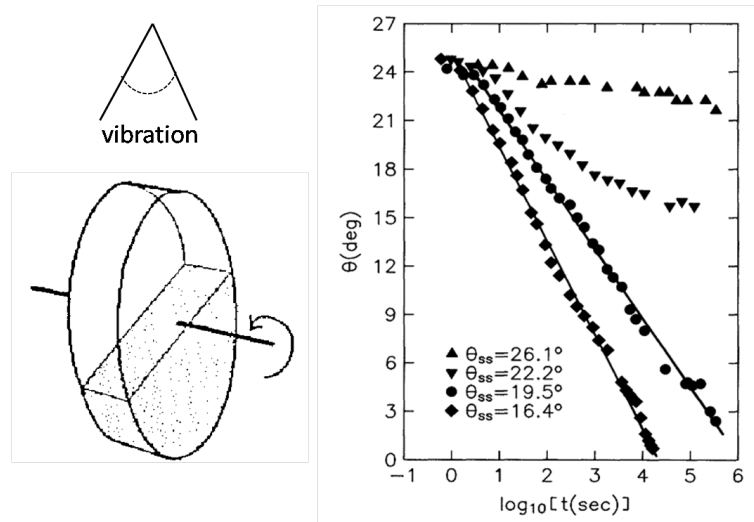 vibration
27
24
21
18
15
12
9
6
3
0
θ(deg)
▲ θss=26.1°
▼ θss=22.2°
● θss=19.5°
◆ θss=16.4°
−1 0 1 2 3 4 5 6
log10[t(sec)]